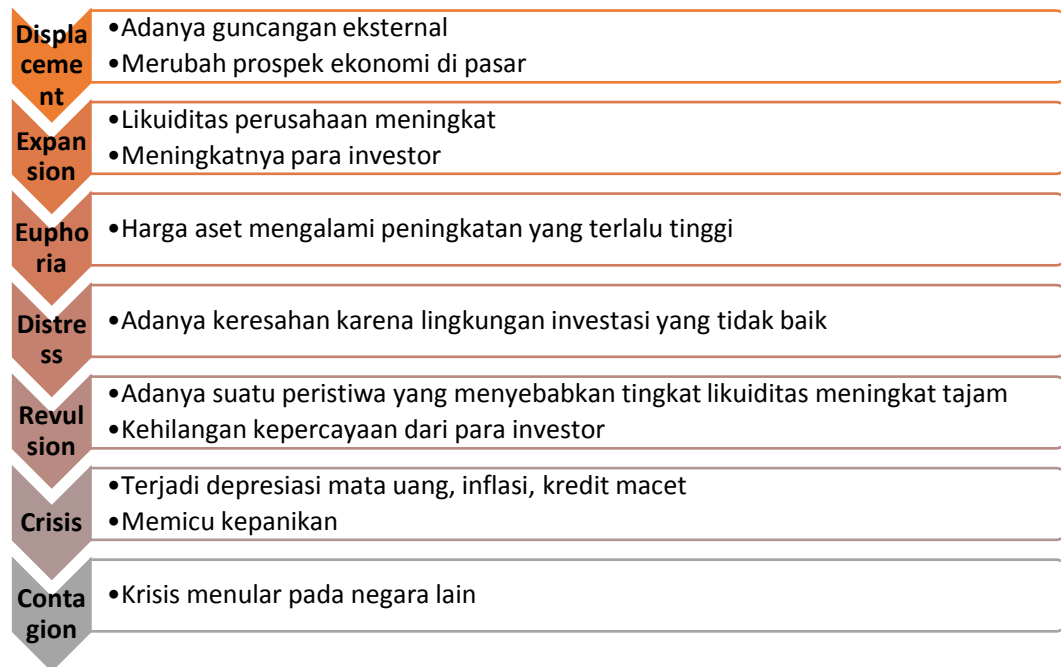 Displa
ceme
nt
•Adanya guncangan eksternal
•Merubah prospek ekonomi di pasar
Expan
sion
•Likuiditas perusahaan meningkat
•Meningkatnya para investor
Eupho
ria
•Harga aset mengalami peningkatan yang terlalu tinggi
Distre
ss
•Adanya keresahan karena lingkungan investasi yang tidak baik
Revul
sion
•Adanya suatu peristiwa yang menyebabkan tingkat likuiditas meningkat tajam
•Kehilangan kepercayaan dari para investor
Crisis
•Terjadi depresiasi mata uang, inflasi, kredit macet
•Memicu kepanikan
Conta
gion
•Krisis menular pada negara lain